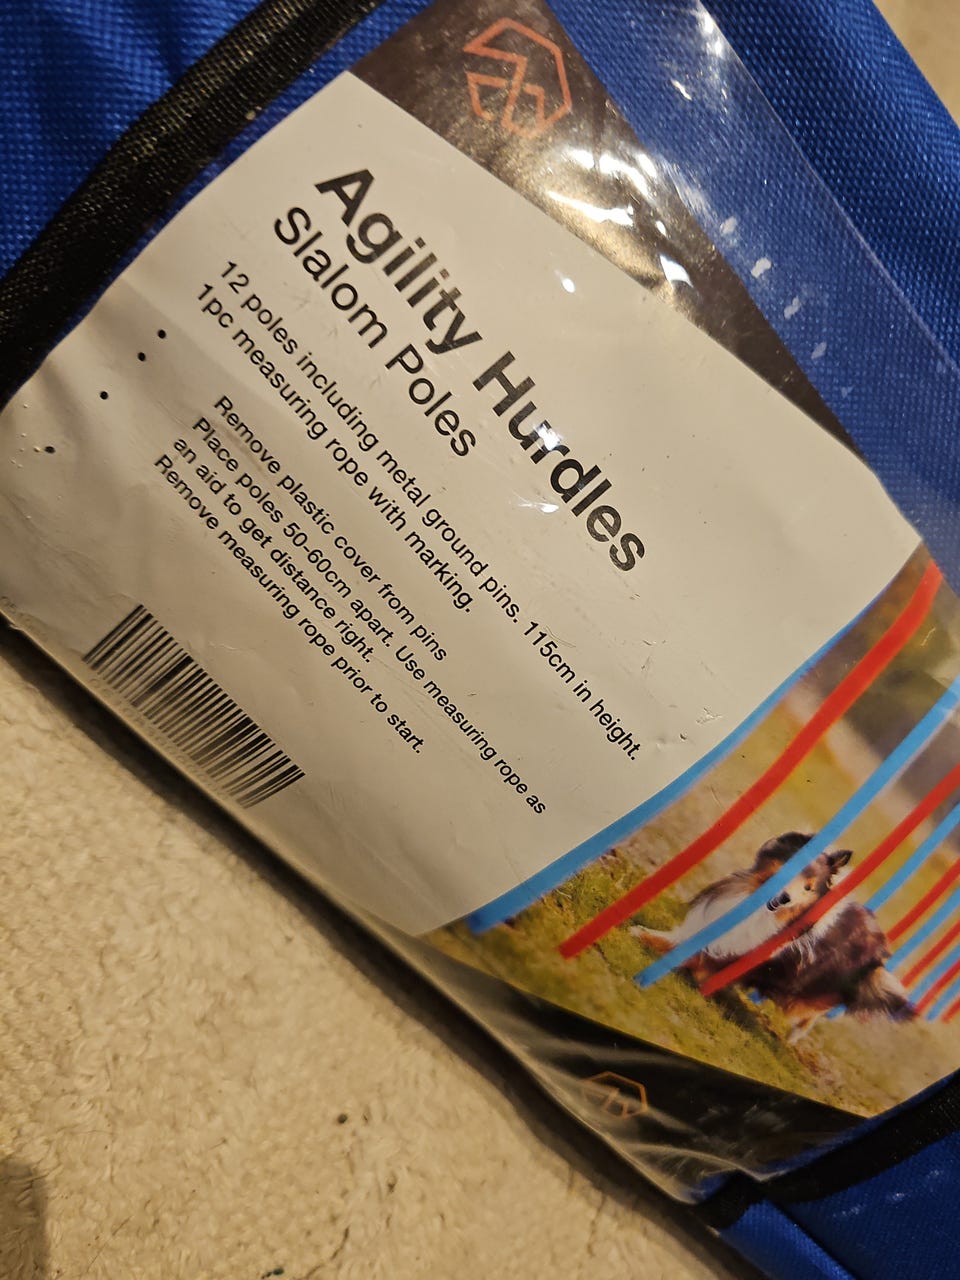 Agility Hurdles
Slalom Poles
12 poles including metal ground pins. 115cm in height.
1pc measuring rope with marking.
Remove plastic cover from pins
Place poles 50-60cm apart. Use measuring rope as
an aid to get distance right.
Remove measuring rope prior to start.